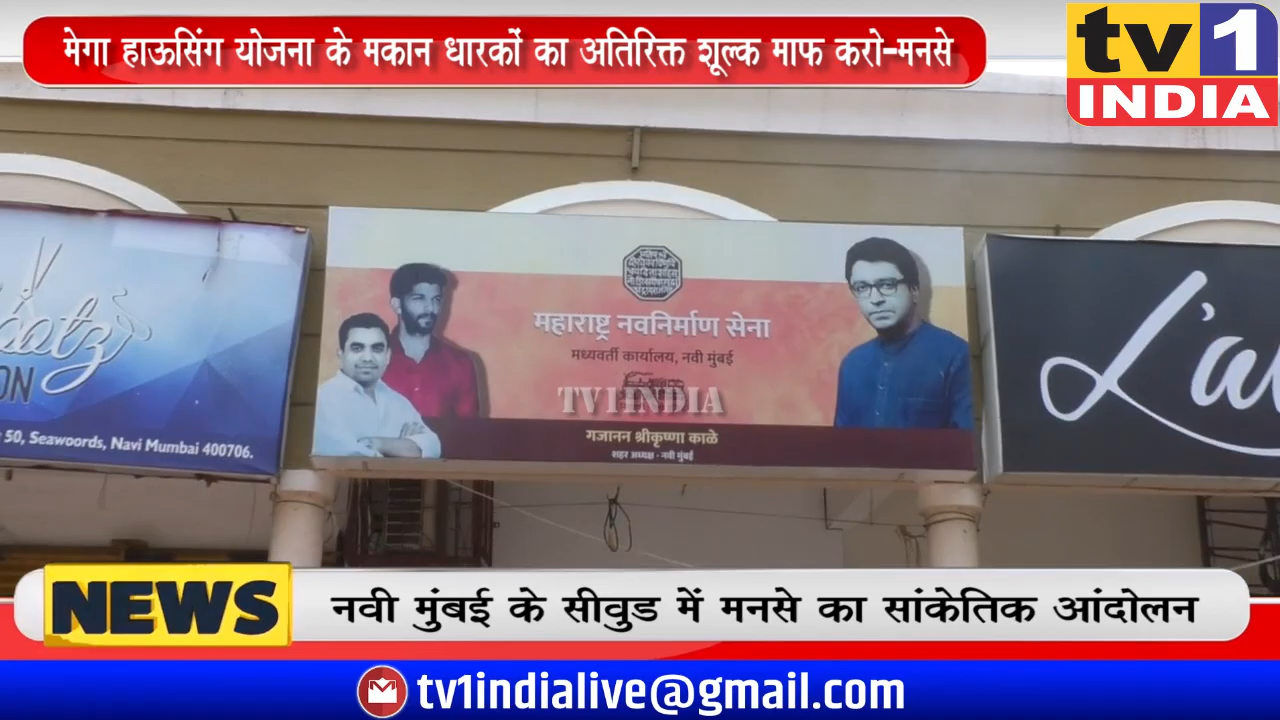 मेगा हाऊसिंग योजना के मकान धारकों का अतिरिक्त शूल्क माफ करो-मनसे
tv1
INDIA
महाराष्ट्र नवनिर्माण सेना
मध्यवर्ती कार्यालय, नवी मुंबई
TV1INDIA
गजानन श्रीकृष्णा काळे
शहर अध्यक्ष - नवी मुंबई
50, Seawoords, Navi Mumbai 400706.
NEWS
नवी मुंबई के सीवुड में मनसे का सांकेतिक आंदोलन
tv1indialive@gmail.com